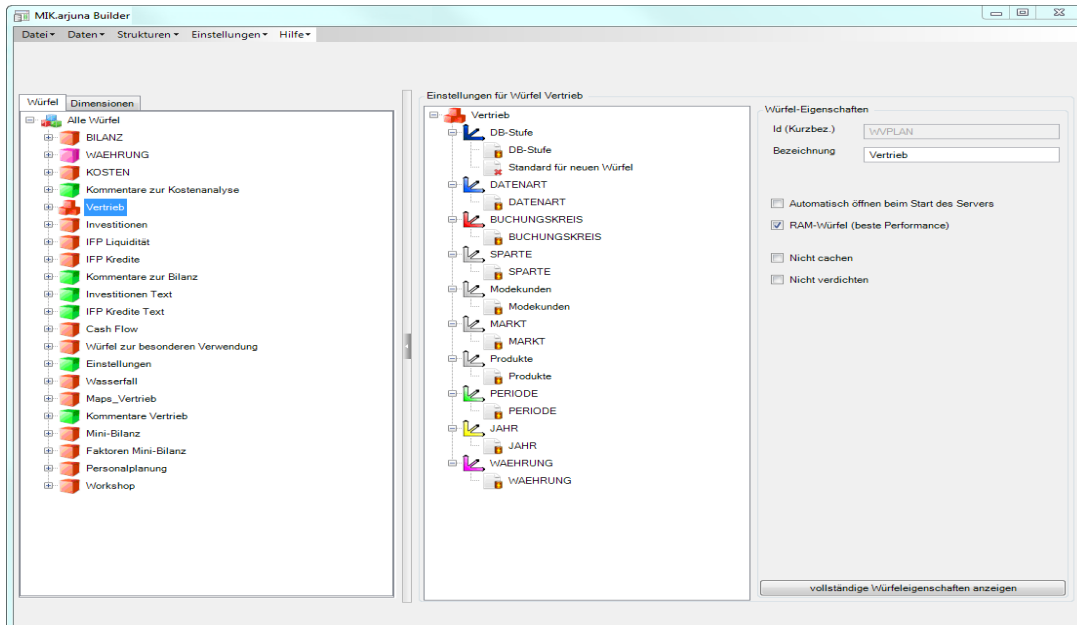 MIK.arjuna Builder
Datei Daten Strukturen Einstellungen Hilfe
Würfel Dimensionen
Alle Würfel
BILANZ
WAEHRUNG
KOSTEN
Kommentare zur Kostenanalyse
Vertrieb
Investitionen
IFP Liquidität
IFP Kredite
Kommentare zur Bilanz
Investitionen Text
IFP Kredite Text
Cash Flow
Würfel zur besonderen Verwendung
Einstellungen
Wasserfall
Maps_Vertrieb
Kommentare Vertrieb
Mini-Bilanz
Faktoren Mini-Bilanz
Personalplanung
Workshop
Einstellungen für Würfel Vertrieb
Vertrieb
DB-Stufe
DB-Stufe
Standard für neuen Würfel
DATENART
DATENART
BUCHUNGSKREIS
BUCHUNGSKREIS
SPARTE
SPARTE
Modekunden
Modekunden
MARKT
MARKT
Produkte
Produkte
PERIODE
PERIODE
JAHR
JAHR
WAEHRUNG
WAEHRUNG
Würfel-Eigenschaften
Id (Kurzbez.) WVPLAN
Bezeichnung Vertrieb
Automatisch öffnen beim Start des Servers
RAM-Würfel (beste Performance)
Nicht cachen
Nicht verdichten
vollständige Würfeleigenschaften anzeigen